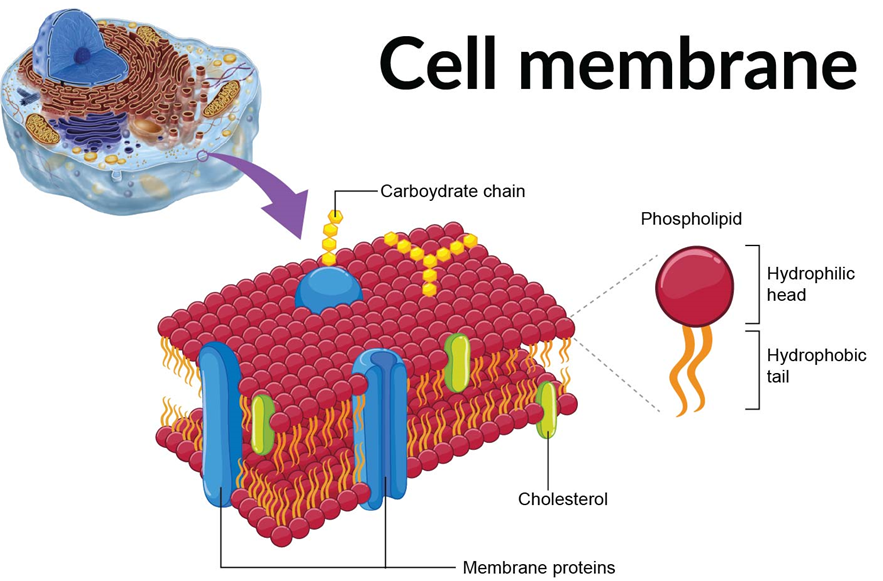 Cell membrane
Carboydrate chain
Phospholipid
Hydrophilic
head
Hydrophobic
tail
Cholesterol
Membrane proteins